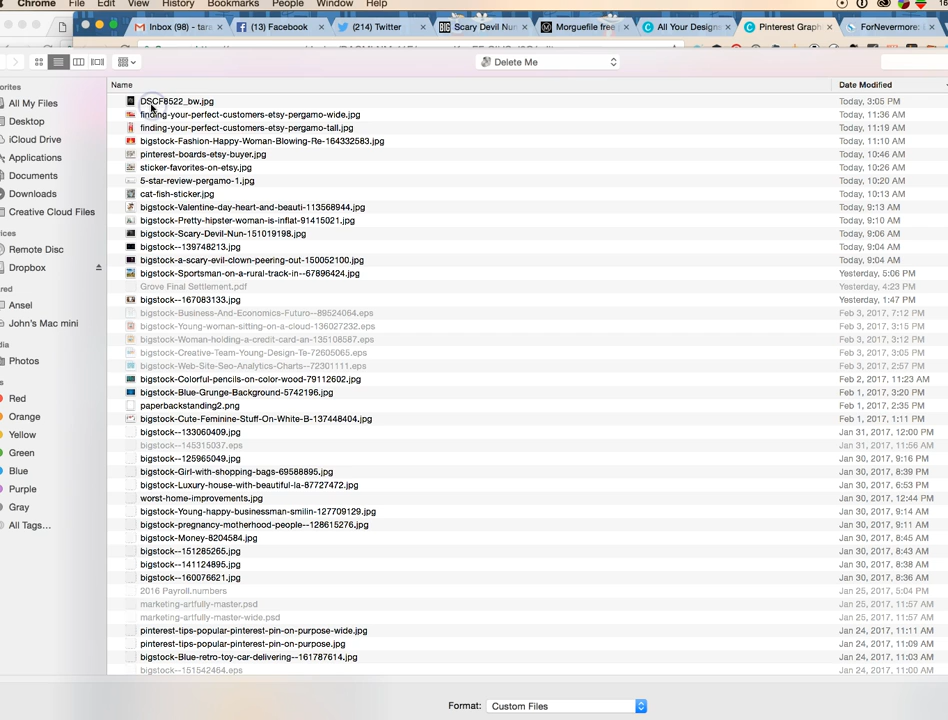 Chrome File Edit View History Bookmarks People Window Help
Inbox (98) - tara (13) Facebook (214) Twitter Scary Devil Nun Morguefile free All Your Designs Pinterest Graph ForNevermore:
Delete Me
Name Date Modified
DSCF8522_bw.jpg Today, 3:05 PM
finding-your-perfect-customers-etsy-pergamo-wide.jpg Today, 11:36 AM
finding-your-perfect-customers-etsy-pergamo-tall.jpg Today, 11:19 AM
bigstock-Fashion-Happy-Woman-Blowing-Re-164332583.jpg Today, 11:10 AM
pinterest-boards-etsy-buyer.jpg Today, 10:46 AM
sticker-favorites-on-etsy.jpg Today, 10:26 AM
5-star-review-pergamo-1.jpg Today, 10:20 AM
cat-fish-sticker.jpg Today, 10:13 AM
bigstock-Valentine-day-heart-and-beauti-113568944.jpg Today, 9:13 AM
bigstock-Pretty-hipster-woman-is-inflat-91415021.jpg Today, 9:10 AM
bigstock-Scary-Devil-Nun-151019198.jpg Today, 9:06 AM
bigstock--139748213.jpg Today, 9:04 AM
bigstock-a-scary-evil-clown-peering-out-150052100.jpg Today, 9:04 AM
bigstock-Sportsman-on-a-rural-track-in--67896424.jpg Yesterday, 5:06 PM
Grove Final Settlement.pdf Yesterday, 4:23 PM
bigstock--167083133.jpg Yesterday, 1:47 PM
bigstock-Business-And-Economics-Futuro--89524064.eps Feb 3, 2017, 7:12 PM
bigstock-Young-woman-sitting-on-a-cloud-136027232.eps Feb 3, 2017, 3:15 PM
bigstock-Woman-holding-a-credit-card-an-135108587.eps Feb 3, 2017, 3:12 PM
bigstock-Creative-Team-Young-Design-Te-72605065.eps Feb 3, 2017, 3:05 PM
bigstock-Web-Site-Seo-Analytics-Charts--72301111.eps Feb 3, 2017, 2:57 PM
bigstock-Colorful-pencils-on-color-wood-79112602.jpg Feb 2, 2017, 11:23 AM
bigstock-Blue-Grunge-Background-5742196.jpg Feb 1, 2017, 3:20 PM
paperbackstanding2.png Feb 1, 2017, 2:35 PM
bigstock-Cute-Feminine-Stuff-On-White-B-137448404.jpg Feb 1, 2017, 1:11 PM
bigstock--133060409.jpg Jan 31, 2017, 12:00 PM
bigstock--145315037.eps Jan 31, 2017, 11:56 AM
bigstock--125965049.jpg Jan 30, 2017, 9:16 PM
bigstock-Girl-with-shopping-bags-69588895.jpg Jan 30, 2017, 8:39 PM
bigstock-Luxury-house-with-beautiful-la-87727472.jpg Jan 30, 2017, 6:53 PM
worst-home-improvements.jpg Jan 30, 2017, 12:44 PM
bigstock-Young-happy-businessman-smilin-127709129.jpg Jan 30, 2017, 9:14 AM
bigstock-pregnancy-motherhood-people--128615276.jpg Jan 30, 2017, 9:11 AM
bigstock-Money-8204584.jpg Jan 30, 2017, 8:45 AM
bigstock--151285265.jpg Jan 30, 2017, 8:43 AM
bigstock--141124895.jpg Jan 30, 2017, 8:38 AM
bigstock--160076621.jpg Jan 30, 2017, 8:36 AM
2016 Payroll.numbers Jan 25, 2017, 5:04 PM
marketing-artfully-master.psd Jan 25, 2017, 11:57 AM
marketing-artfully-master-wide.psd Jan 25, 2017, 11:57 AM
pinterest-tips-popular-pinterest-pin-on-purpose-wide.jpg Jan 24, 2017, 11:11 AM
pinterest-tips-popular-pinterest-pin-on-purpose.jpg Jan 24, 2017, 11:09 AM
bigstock-Blue-retro-toy-car-delivering--161787614.jpg Jan 24, 2017, 11:03 AM
bigstock--151542464.eps Jan 24, 2017, 11:00 AM
orites
All My Files
Desktop
iCloud Drive
Applications
Documents
Downloads
Creative Cloud Files
ices
Remote Disc
Dropbox
ared
Ansel
John's Mac mini
dia
Photos
s
Red
Orange
Yellow
Green
Blue
Purple
Gray
All Tags...
Format: Custom Files